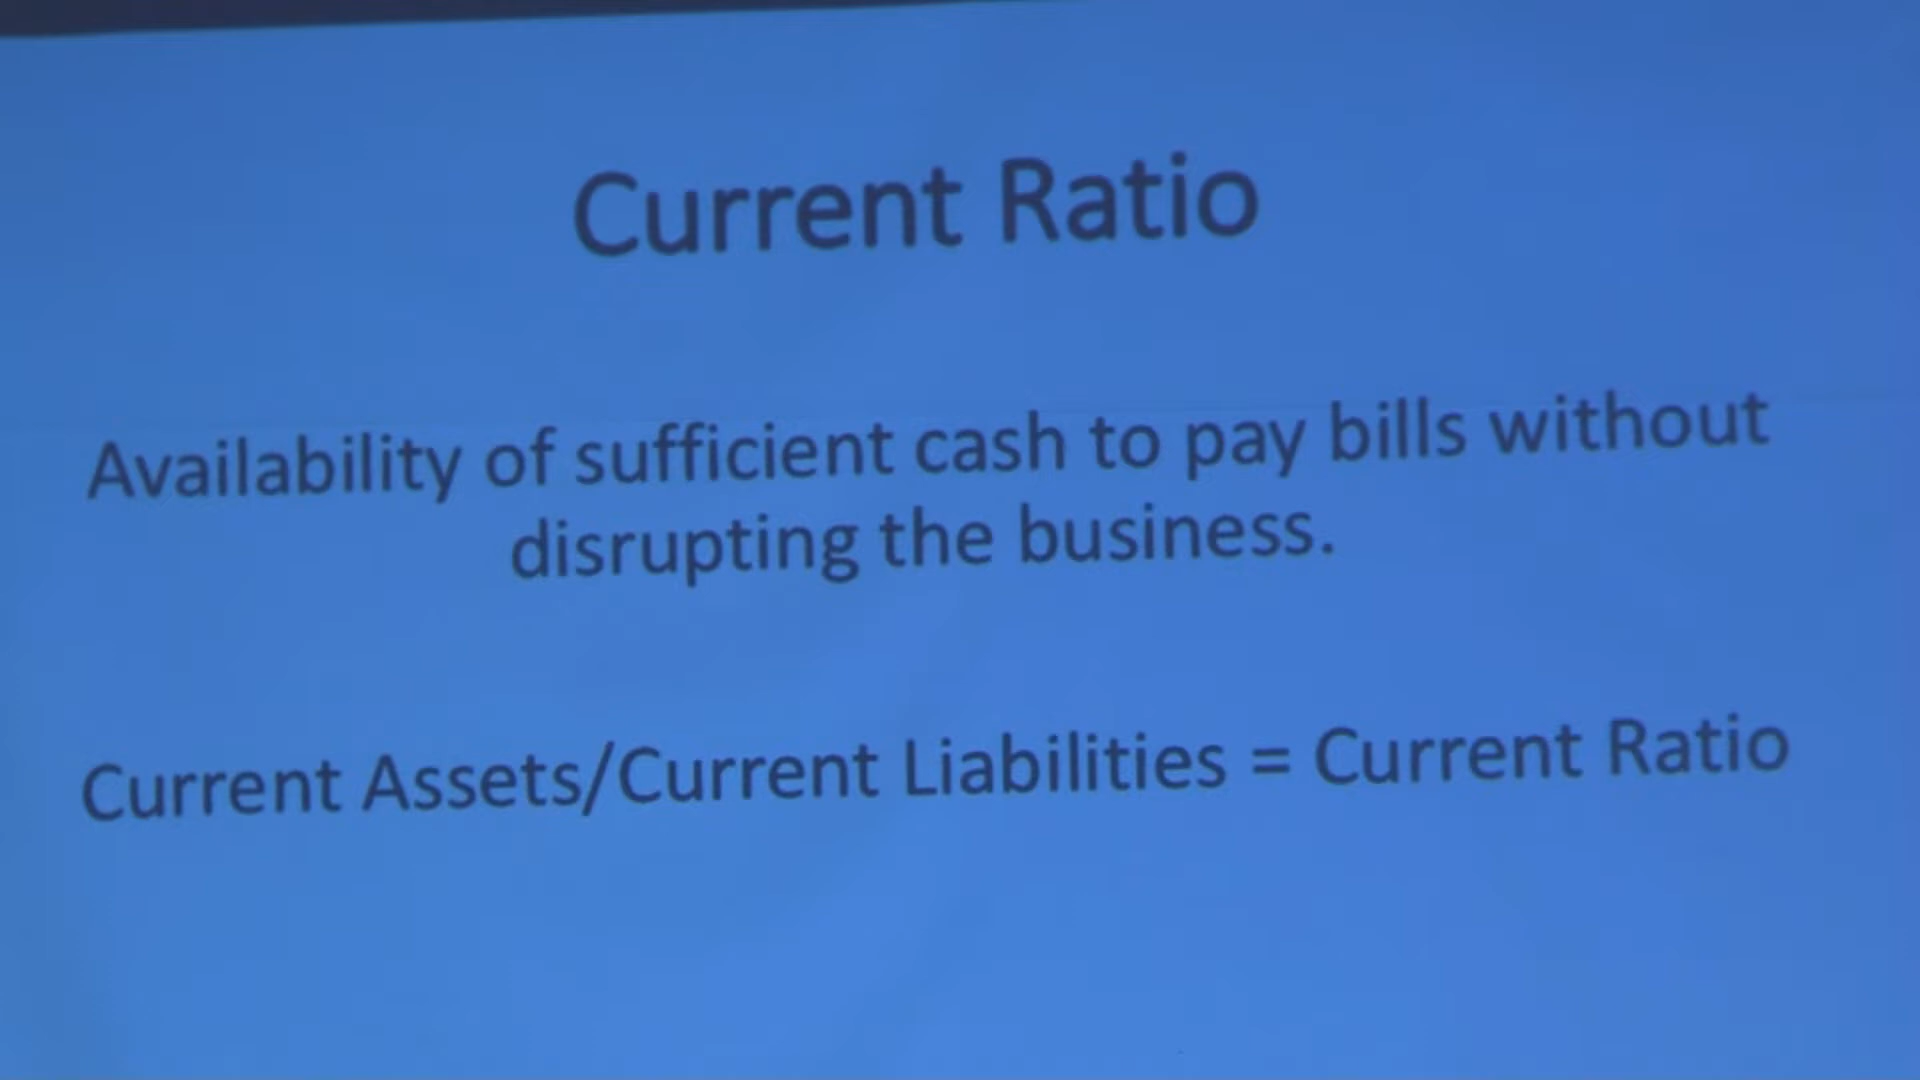 Current Ratio
Availability of sufficient cash to pay bills without
disrupting the business.
Current Assets/Current Liabilities = Current Ratio